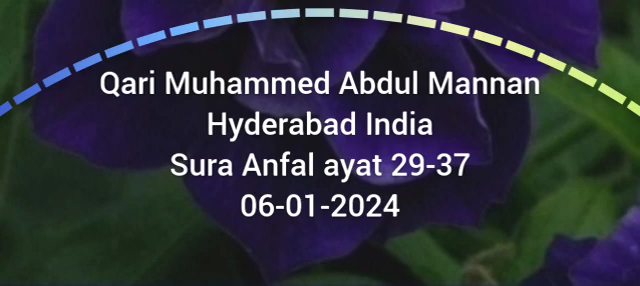 Qari Muhammed Abdul Mannan
Hyderabad India
Sura Anfal ayat 29-37
06-01-2024